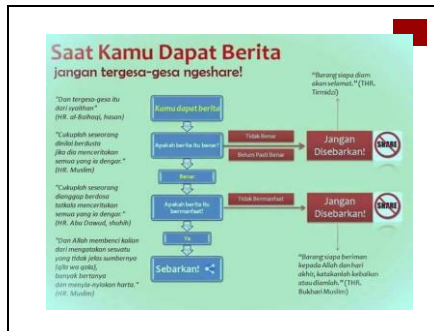 Saat Kamu Dapat Berita
jangan tergesa-gesa ngeshare!
"Dan tergesa-gesa itu
dari syaithan"
(HR. al-Baihaqi, hasan)
"Cukuplah seseorang
dinilai berdusta
jika dia menceritakan
semua yang ia dengar."
(HR. Muslim)
"Cukuplah seseorang
dianggap berdosa
tatkala menceritakan
semua yang ia dengar."
(HR. Abu Dawud, shahih)
"Dan Allah membenci kalian
dari mengatakan sesuatu
yang tidak jelas sumbernya
(qila wa qola),
banyak bertanya
dan menyia-nyiakan harta."
(HR. Muslim)
Kamu dapat berita
Apakah berita itu benar?
Benar
Apakah berita itu
bermanfaat?
Ya
Sebarkan!
Tidak Benar
Belum Pasti Benar
Tidak Bermanfaat
"Barang siapa diam
akan selamat." (THR.
Tirmidzi)
Jangan
Disebarkan!
SHARE
Jangan
Disebarkan!
SHARE
"Barang siapa beriman
kepada Allah dan hari
akhir, katakanlah kebaikan
atau diamlah." (THR.
Bukhari Muslim)